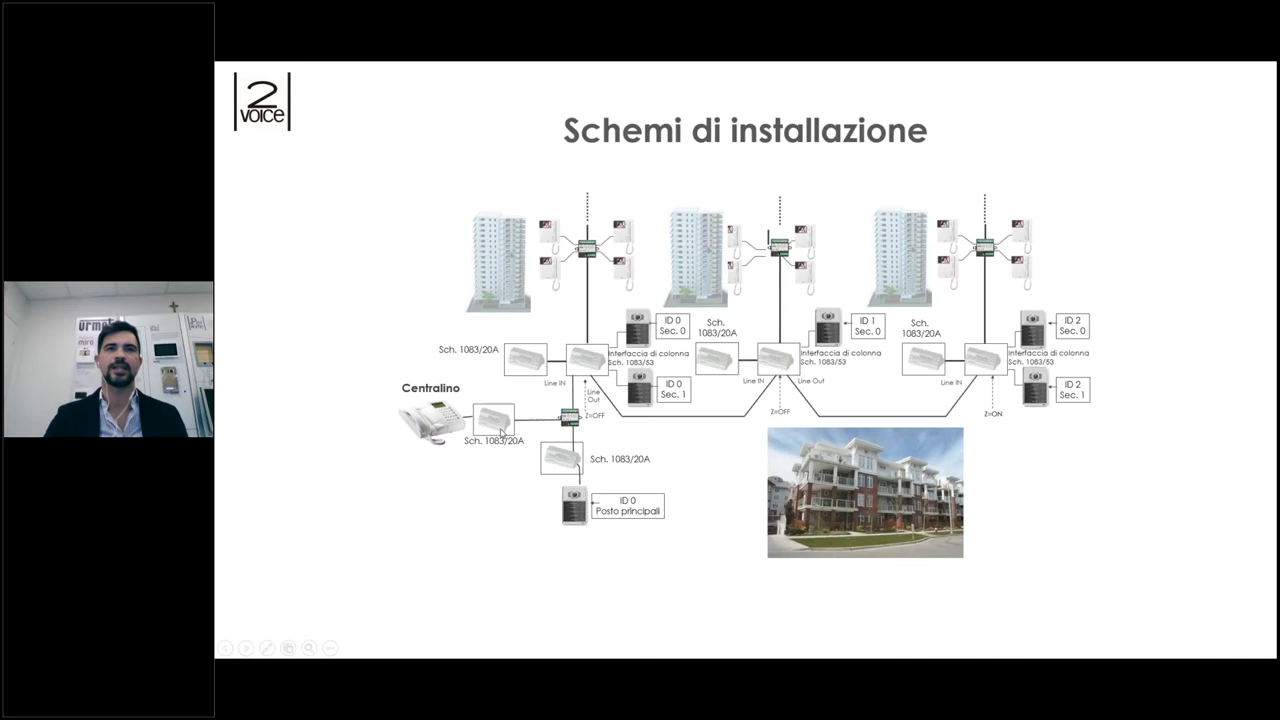 2
VOICE
Schemi di installazione
ID 0
Sec. 0
Sch.
1083/20A
ID 1
Sec. 0
Sch.
1083/20A
ID 2
Sec. 0
Sch. 1083/20A
Interfaccia di colonna
Sch. 1083/53
Interfaccia di colonna
Sch. 1083/53
Interfaccia di colonna
Sch. 1083/53
Line IN
Line
Out
ID 0
Sec. 1
Line IN
Line Out
Line IN
ID 2
Sec. 1
Z=OFF
Z=OFF
Z=ON
Centralino
Sch. 1083/20A
Sch. 1083/20A
ID 0
Posto principali